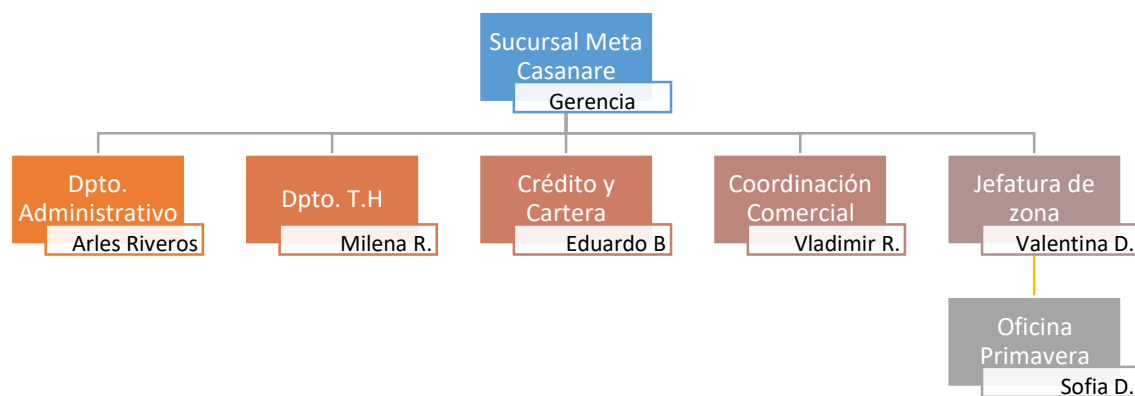 Sucursal Meta
Casanare
Gerencia
Dpto.
Administrativo
Arles Riveros
Dpto. T.H
Milena R.
Crédito y
Cartera
Eduardo B
Coordinación
Comercial
Vladimir R.
Jefatura de
zona
Valentina D.
Oficina
Primavera
Sofia D.